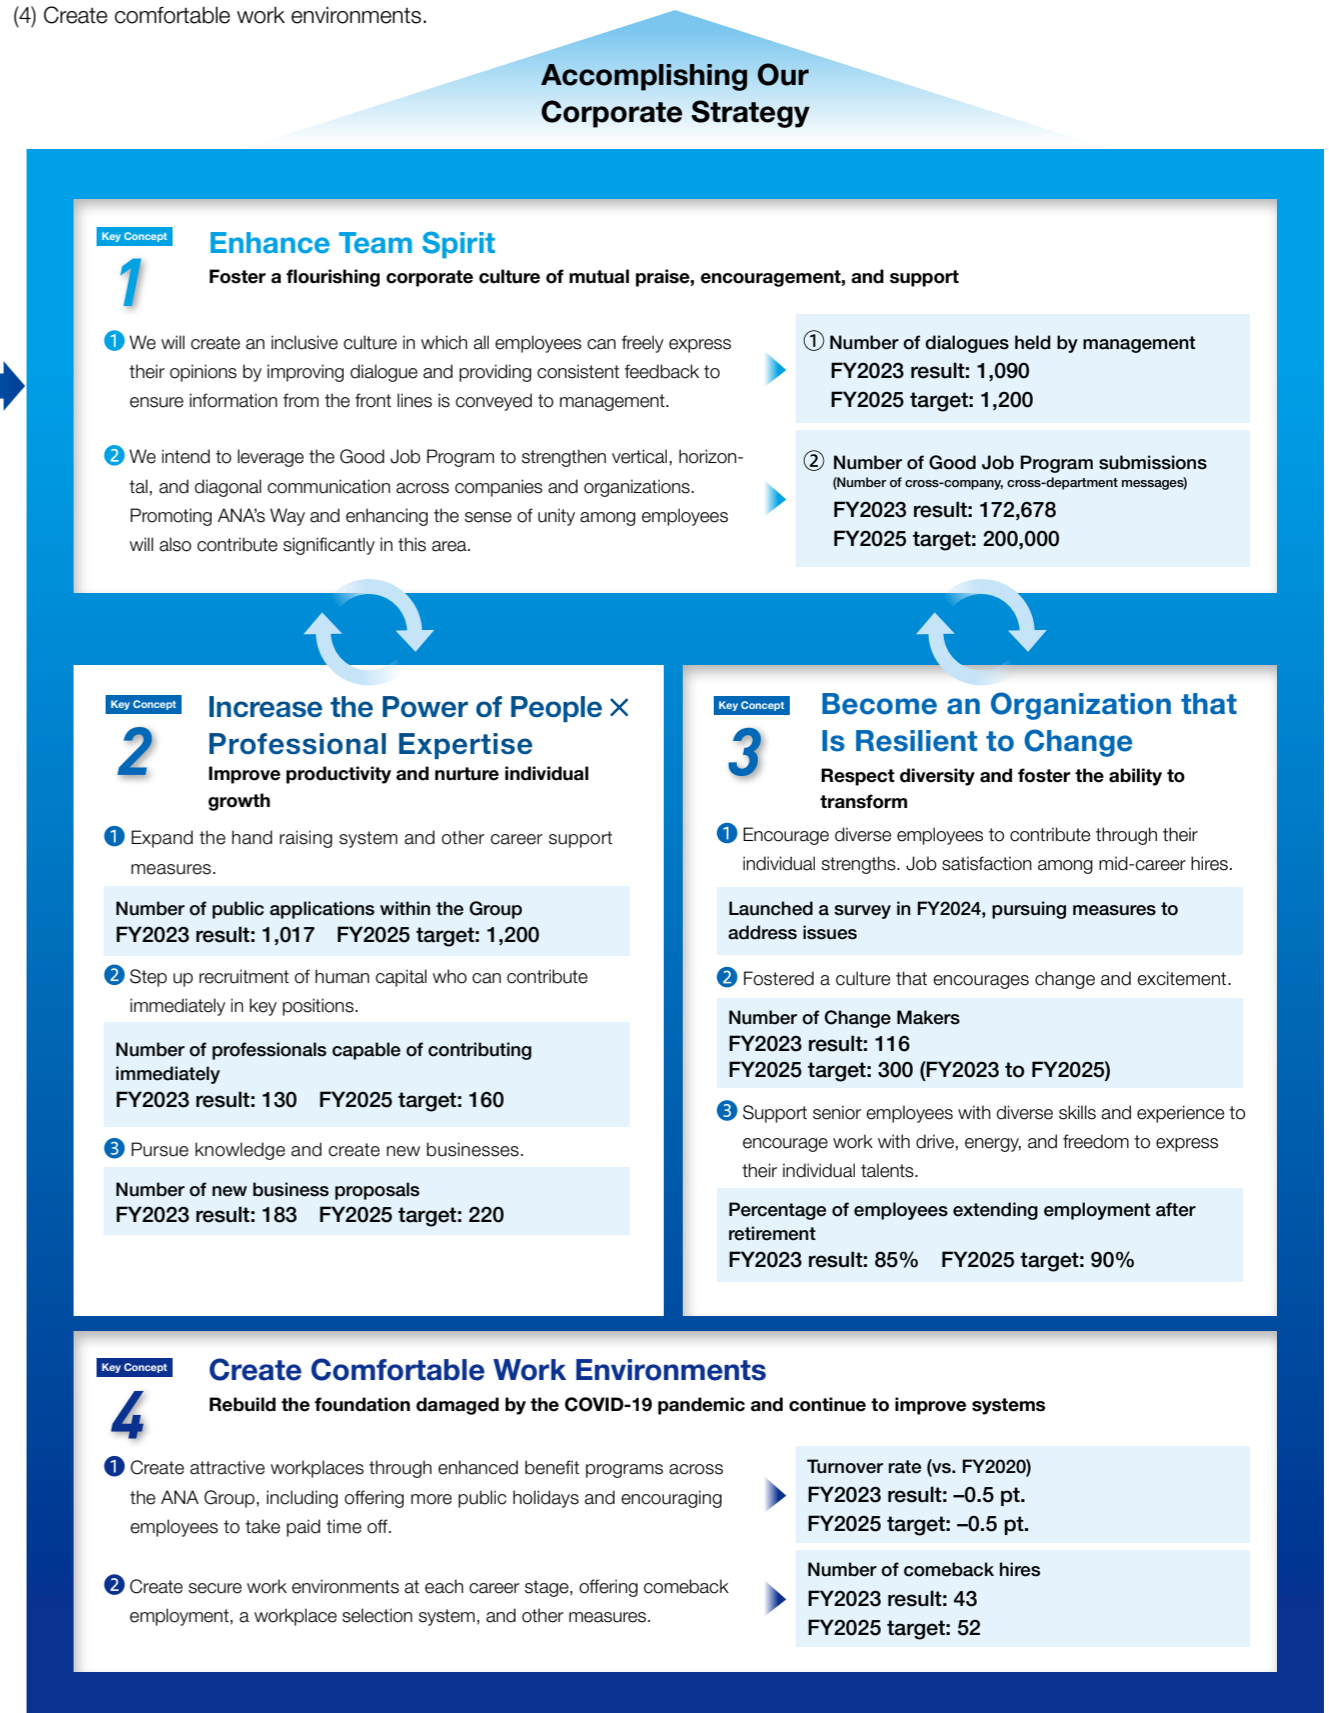 (4) Create comfortable work environments.
Accomplishing Our
Corporate Strategy
Key Concept
1
Enhance Team Spirit
Foster a flourishing corporate culture of mutual praise, encouragement, and support
❶ We will create an inclusive culture in which all employees can freely express
their opinions by improving dialogue and providing consistent feedback to
ensure information from the front lines is conveyed to management.
① Number of dialogues held by management
FY2023 result: 1,090
FY2025 target: 1,200
❷ We intend to leverage the Good Job Program to strengthen vertical, horizon-
tal, and diagonal communication across companies and organizations.
Promoting ANA’s Way and enhancing the sense of unity among employees
will also contribute significantly in this area.
② Number of Good Job Program submissions
(Number of cross-company, cross-department messages)
FY2023 result: 172,678
FY2025 target: 200,000
Key Concept
2
Increase the Power of People ×
Professional Expertise
Improve productivity and nurture individual
growth
❶ Expand the hand raising system and other career support
measures.
Number of public applications within the Group
FY2023 result: 1,017 FY2025 target: 1,200
❷ Step up recruitment of human capital who can contribute
immediately in key positions.
Number of professionals capable of contributing
immediately
FY2023 result: 130 FY2025 target: 160
❸ Pursue knowledge and create new businesses.
Number of new business proposals
FY2023 result: 183 FY2025 target: 220
Key Concept
3
Become an Organization that
Is Resilient to Change
Respect diversity and foster the ability to
transform
❶ Encourage diverse employees to contribute through their
individual strengths. Job satisfaction among mid-career hires.
Launched a survey in FY2024, pursuing measures to
address issues
❷ Fostered a culture that encourages change and excitement.
Number of Change Makers
FY2023 result: 116
FY2025 target: 300 (FY2023 to FY2025)
❸ Support senior employees with diverse skills and experience to
encourage work with drive, energy, and freedom to express
their individual talents.
Percentage of employees extending employment after
retirement
FY2023 result: 85% FY2025 target: 90%
Key Concept
4
Create Comfortable Work Environments
Rebuild the foundation damaged by the COVID-19 pandemic and continue to improve systems
❶ Create attractive workplaces through enhanced benefit programs across
the ANA Group, including offering more public holidays and encouraging
employees to take paid time off.
Turnover rate (vs. FY2020)
FY2023 result: –0.5 pt.
FY2025 target: –0.5 pt.
❷ Create secure work environments at each career stage, offering comeback
employment, a workplace selection system, and other measures.
Number of comeback hires
FY2023 result: 43
FY2025 target: 52